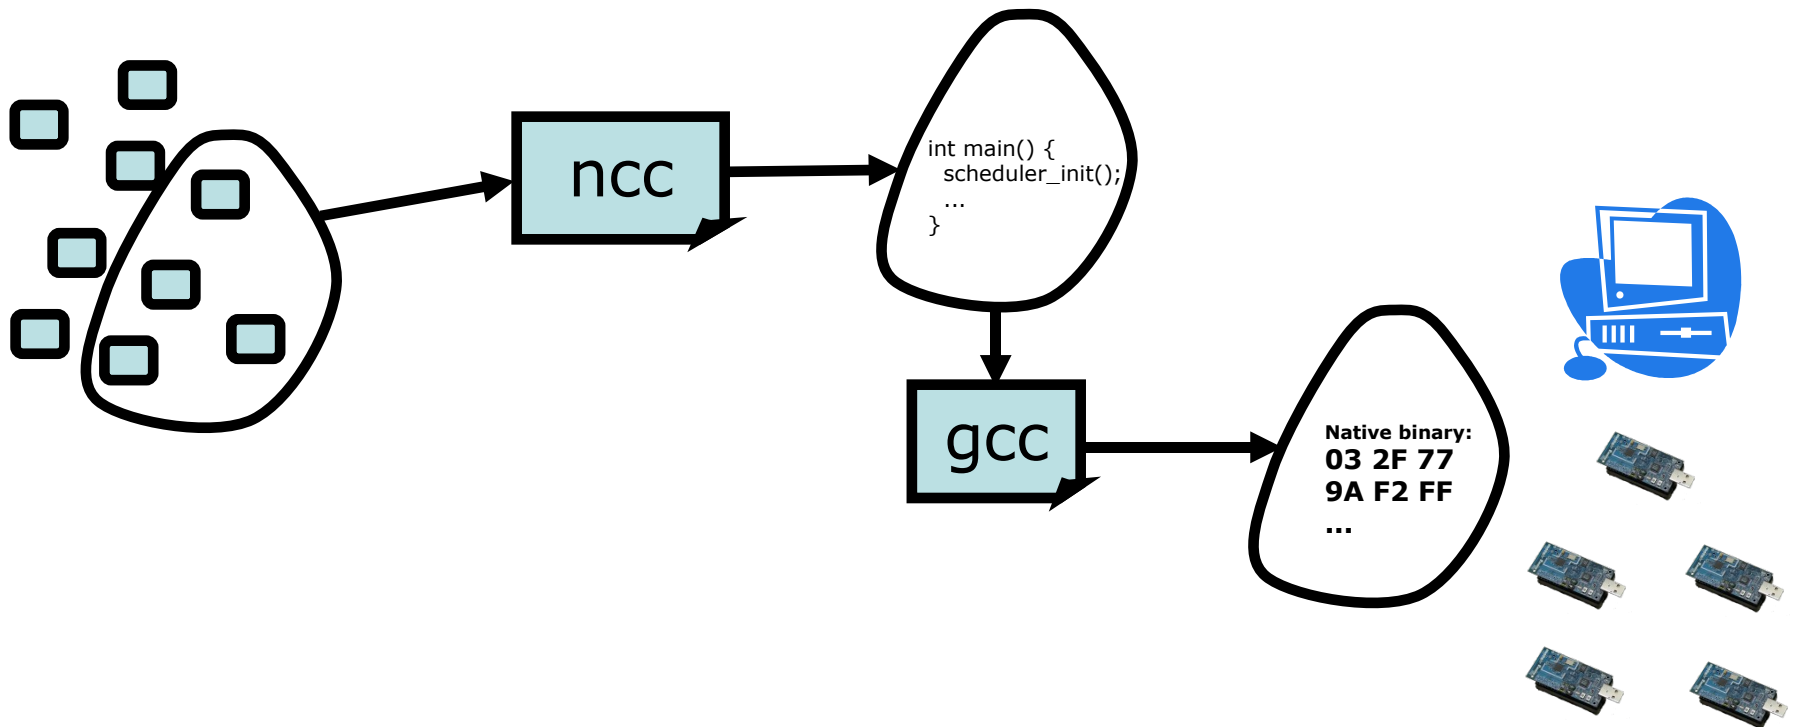 ncc
int main() {
scheduler_init();
...
}
gcc
Native binary:
03 2F 77
9A F2 FF
...